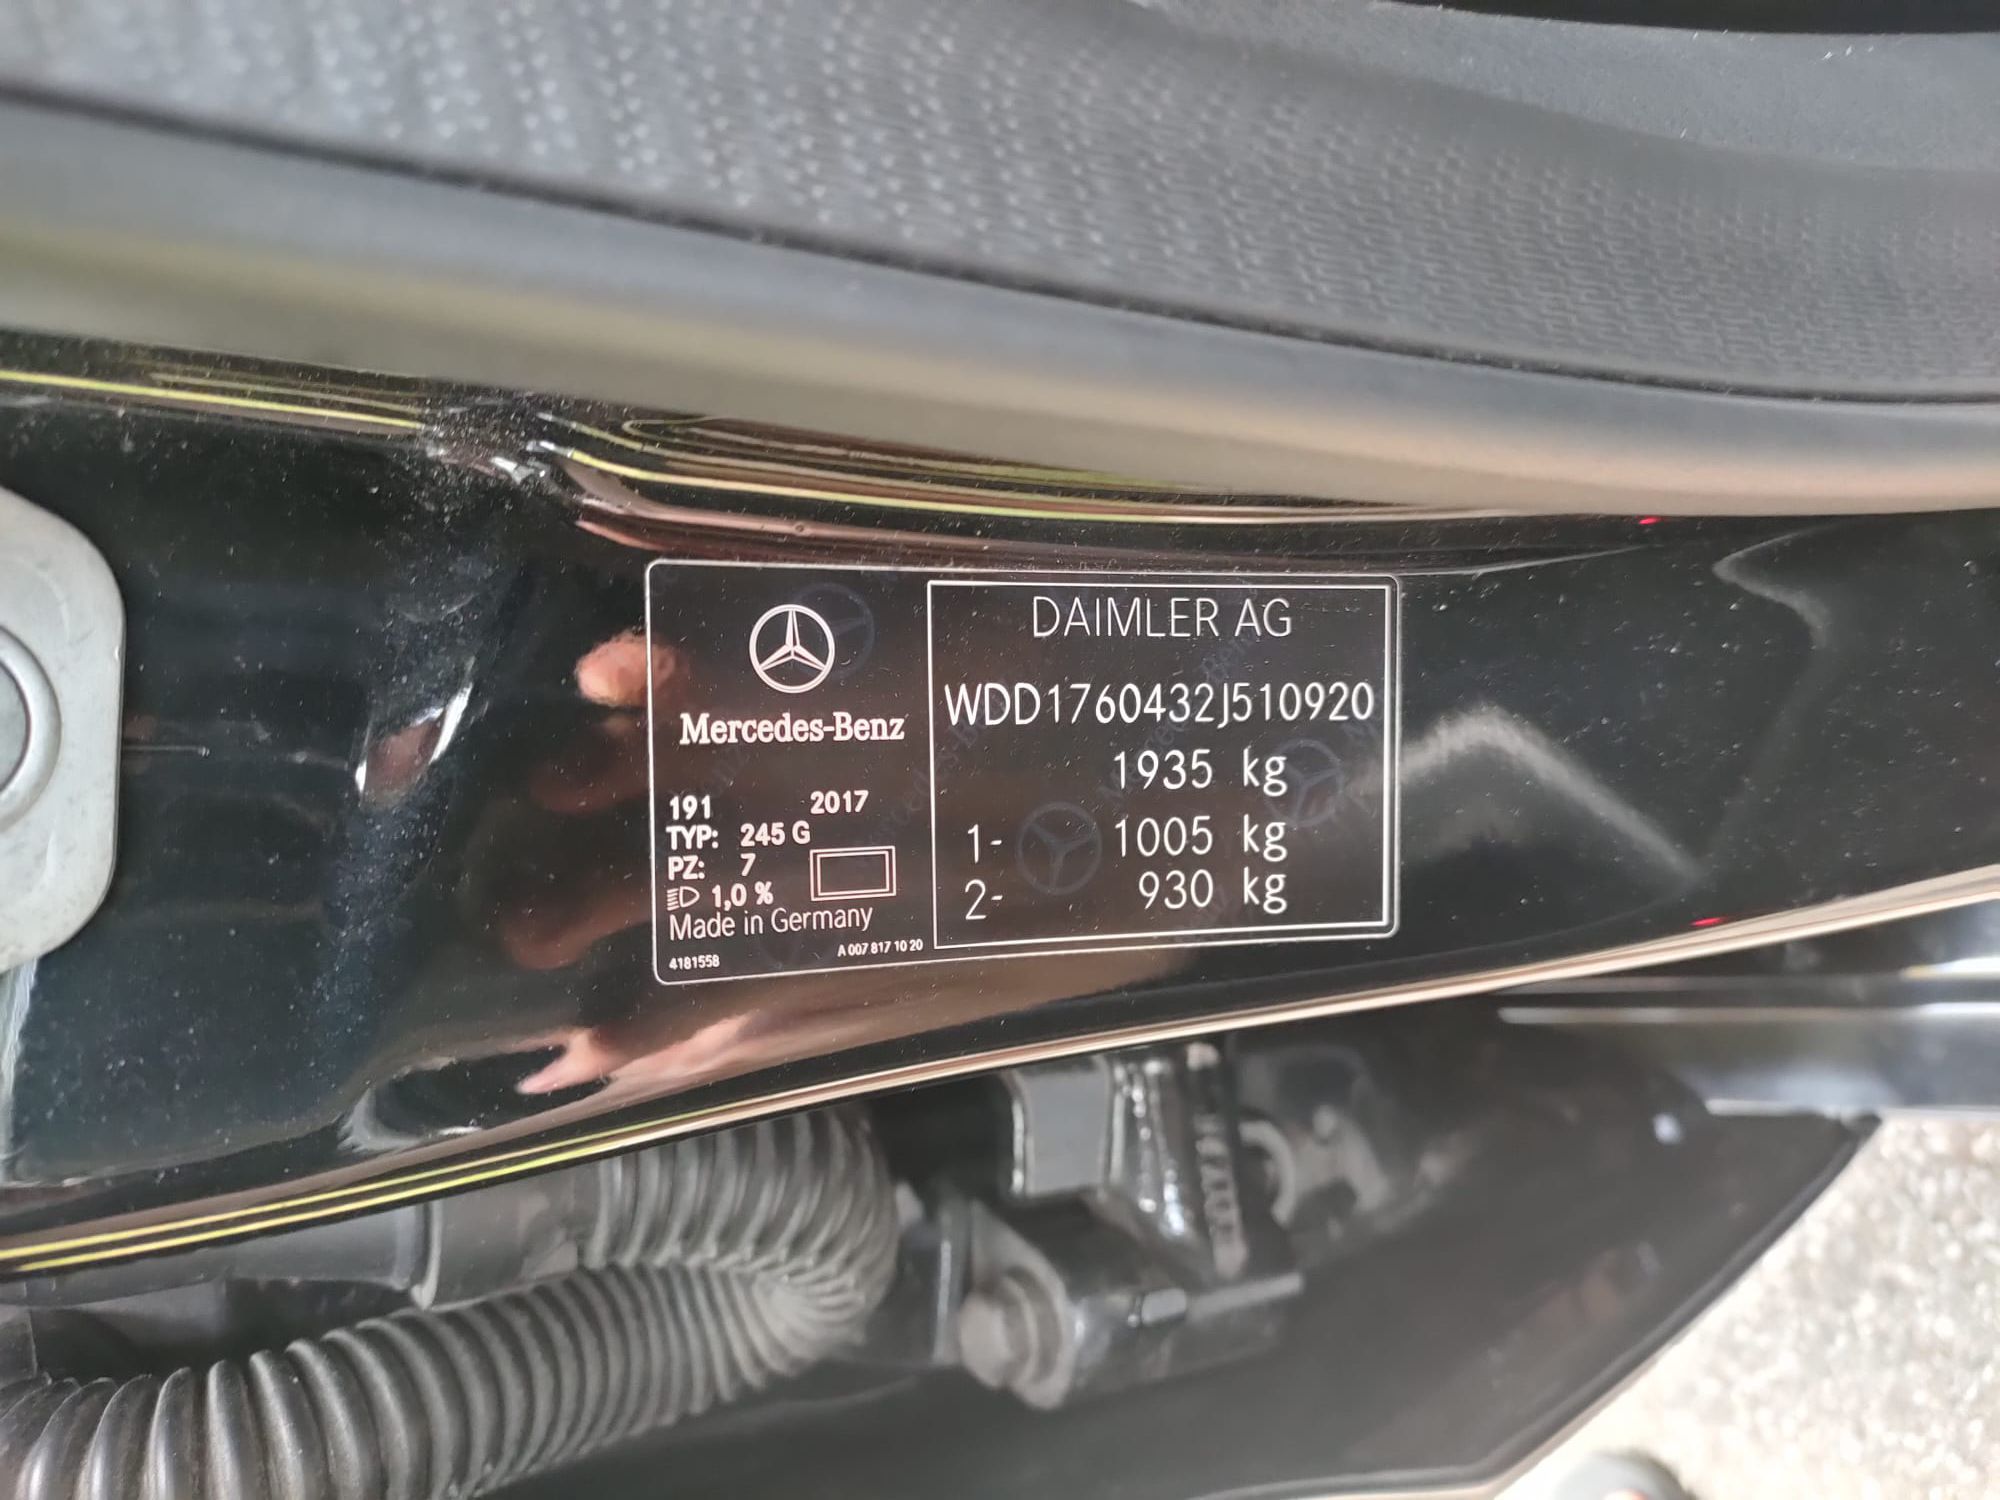 Mercedes-Benz
191 2017
TYP: 245 G
PZ: 7
1,0 %
Made in Germany
4181558 A 007 817 10 20
DAIMLER AG
WDD1760432J510920
1935 kg
1- 1005 kg
2- 930 kg